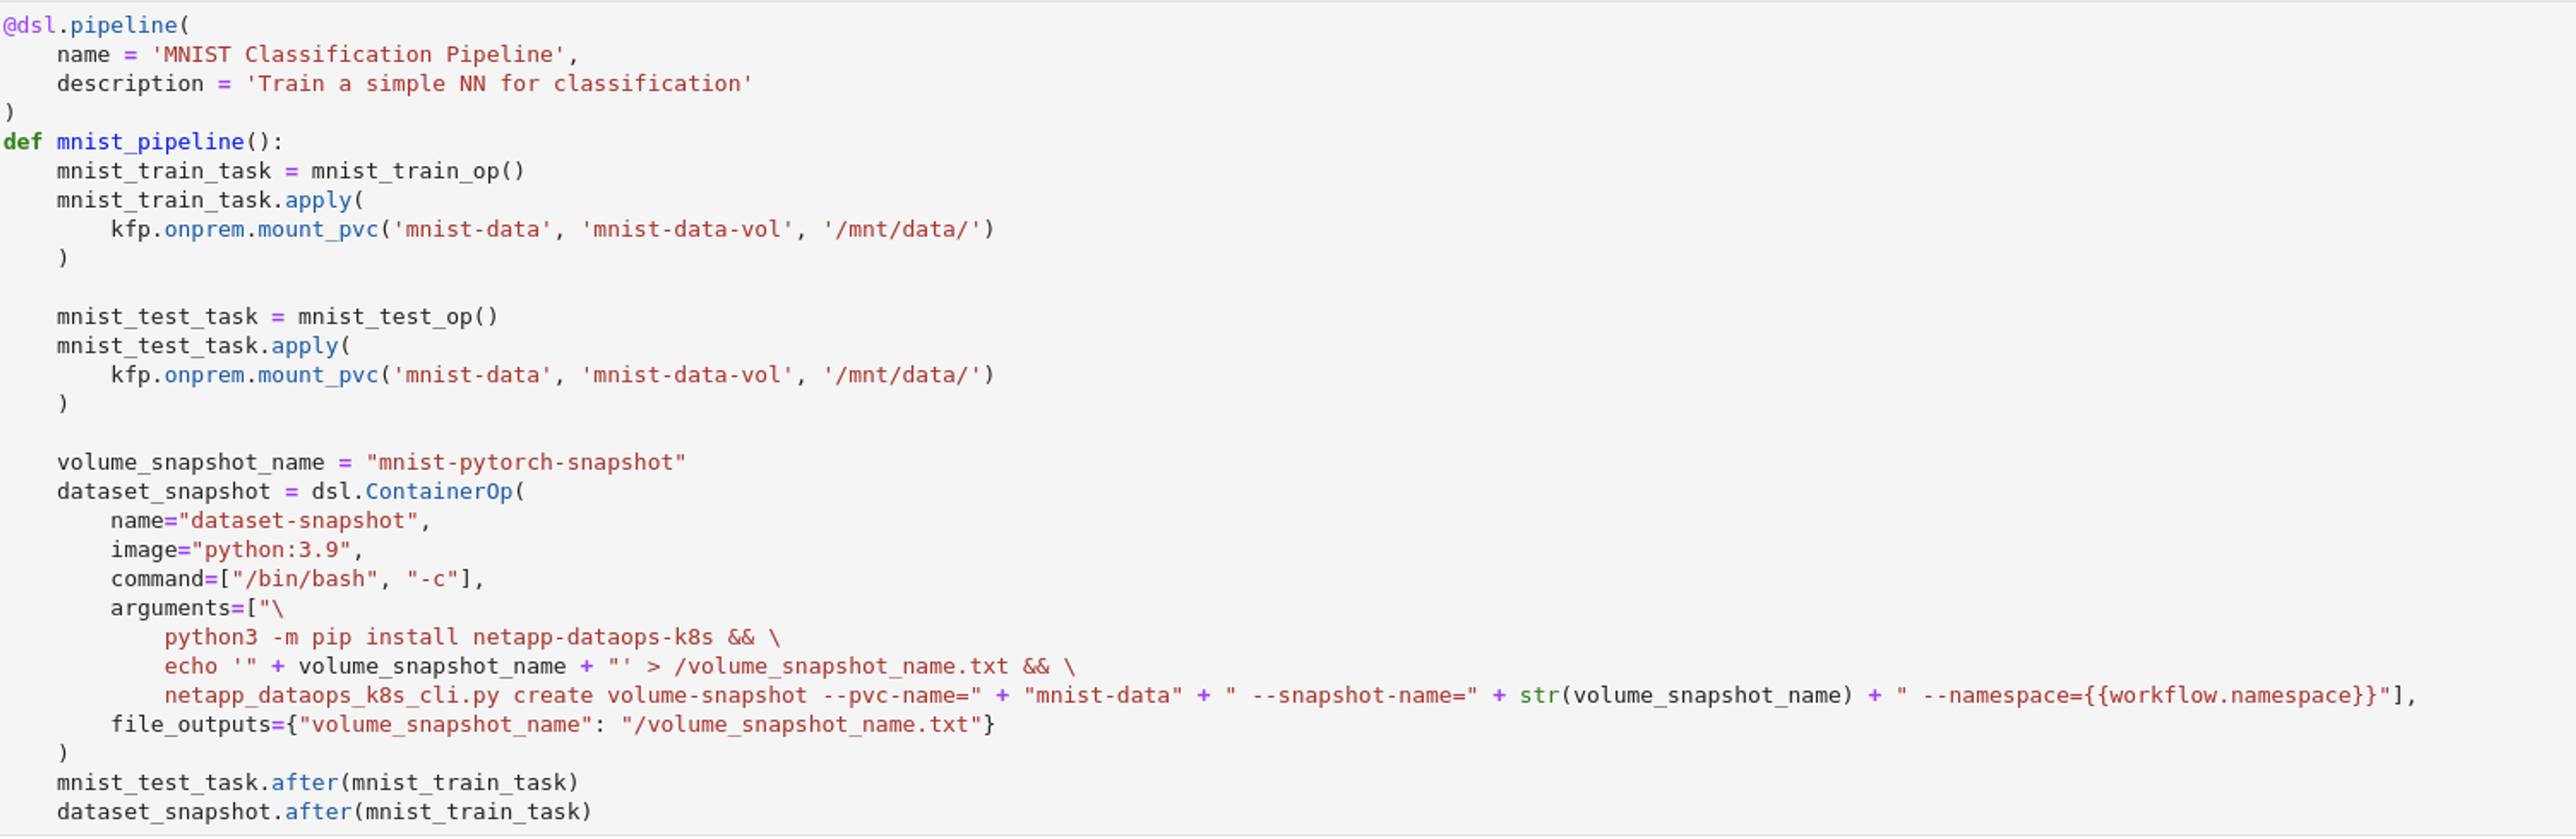 @dsl.pipeline(
    name = 'MNIST Classification Pipeline',
    description = 'Train a simple NN for classification'
)
def mnist_pipeline():
    mnist_train_task = mnist_train_op()
    mnist_train_task.apply(
        kfp.onprem.mount_pvc('mnist-data', 'mnist-data-vol', '/mnt/data/')
    )

    mnist_test_task = mnist_test_op()
    mnist_test_task.apply(
        kfp.onprem.mount_pvc('mnist-data', 'mnist-data-vol', '/mnt/data/')
    )

    volume_snapshot_name = "mnist-pytorch-snapshot"
    dataset_snapshot = dsl.ContainerOp(
        name="dataset-snapshot",
        image="python:3.9",
        command=["/bin/bash", "-c"],
        arguments=["\
            python3 -m pip install netapp-dataops-k8s && \
            echo '" + volume_snapshot_name + "' > /volume_snapshot_name.txt && \
            netapp_dataops_k8s_cli.py create volume-snapshot --pvc-name=" + "mnist-data" + " --snapshot-name=" + str(volume_snapshot_name) + " --namespace={{workflow.namespace}}"],
        file_outputs={"volume_snapshot_name": "/volume_snapshot_name.txt"}
    )
    mnist_test_task.after(mnist_train_task)
    dataset_snapshot.after(mnist_train_task)